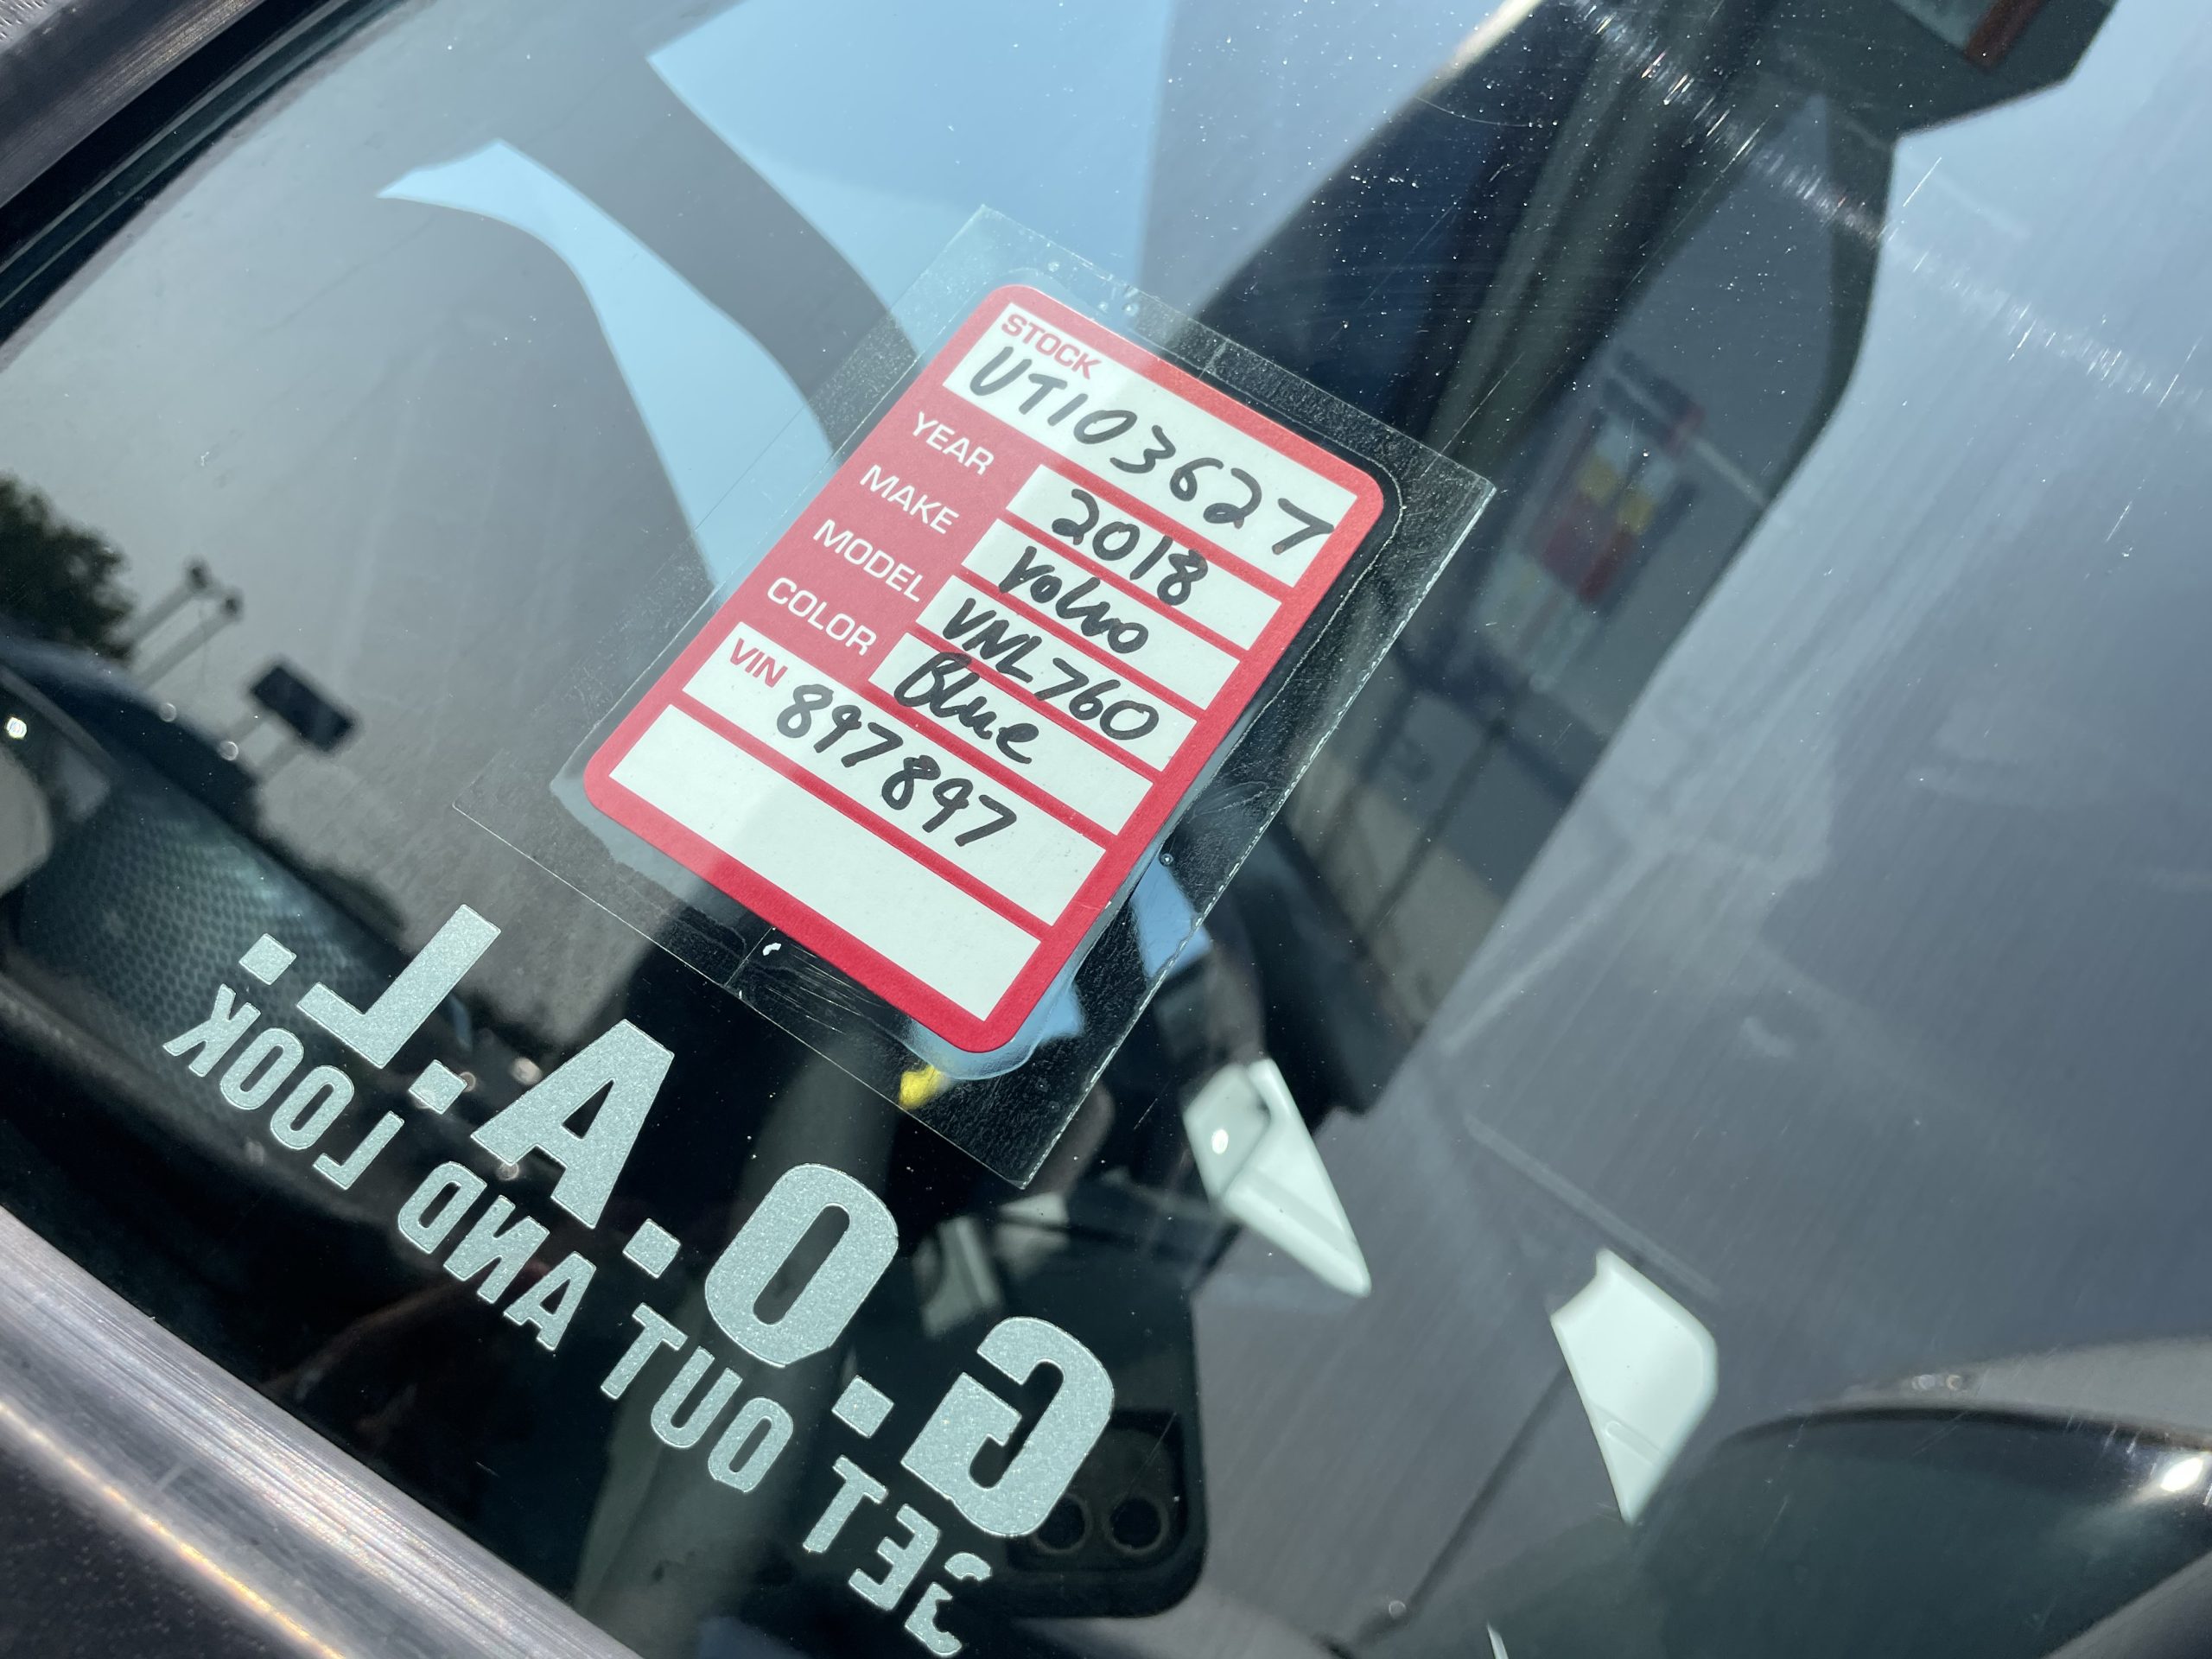 STOCK
UT103627
YEAR 2018
MAKE Volvo
MODEL VNL760
COLOR Blue
VIN 897897
G.O.A.L.
GET OUT AND LOOK